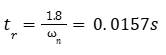 t_r = 1.8/ω_n = 0.0157s